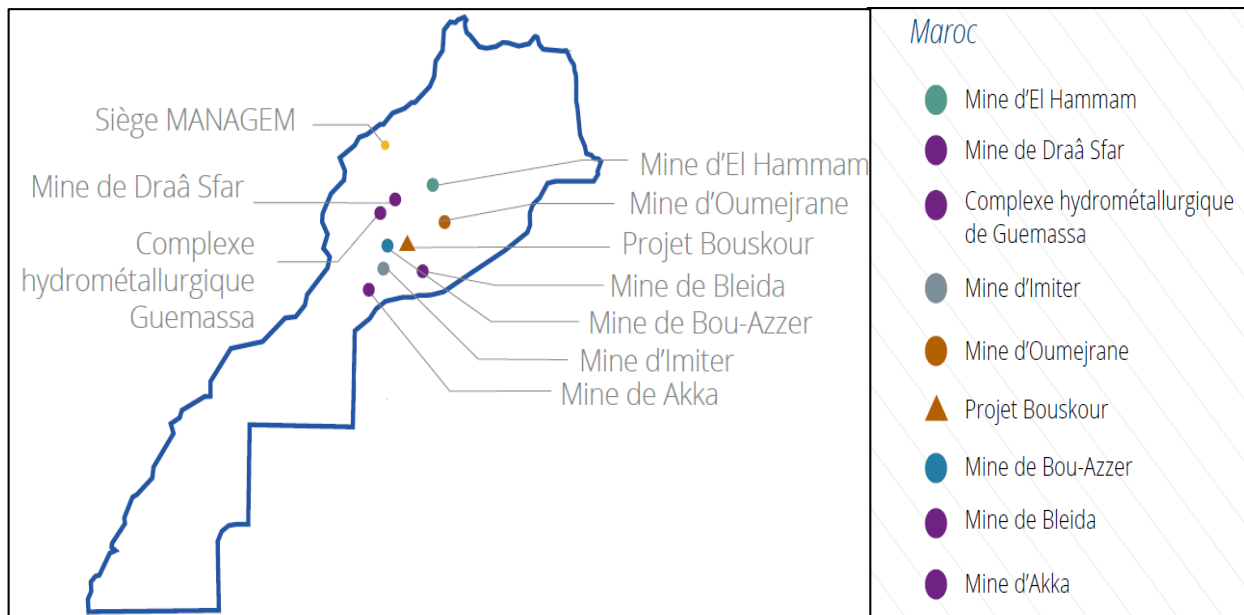 Siège MANAGEM
Mine de Draâ Sfar
Complexe
hydrométallurgique
Guemassa
Mine d'El Hammam
Mine d'Oumejrane
Projet Bouskour
Mine de Bleida
Mine de Bou-Azzer
Mine d'Imiter
Mine de Akka
Maroc
Mine d'El Hammam
Mine de Draâ Sfar
Complexe hydrométallurgique
de Guemassa
Mine d'Imiter
Mine d'Oumejrane
Projet Bouskour
Mine de Bou-Azzer
Mine de Bleida
Mine d'Akka